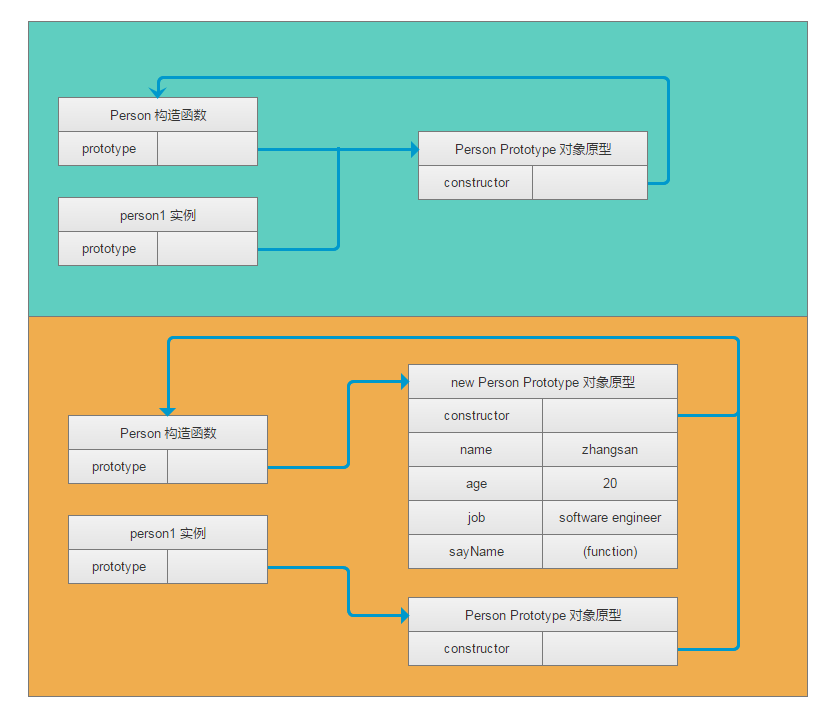 Person 构造函数
prototype
Person Prototype 对象原型
constructor
person1 实例
prototype
new Person Prototype 对象原型
constructor
name zhangsan
age 20
job software engineer
sayName (function)
Person 构造函数
prototype
person1 实例
prototype
Person Prototype 对象原型
constructor